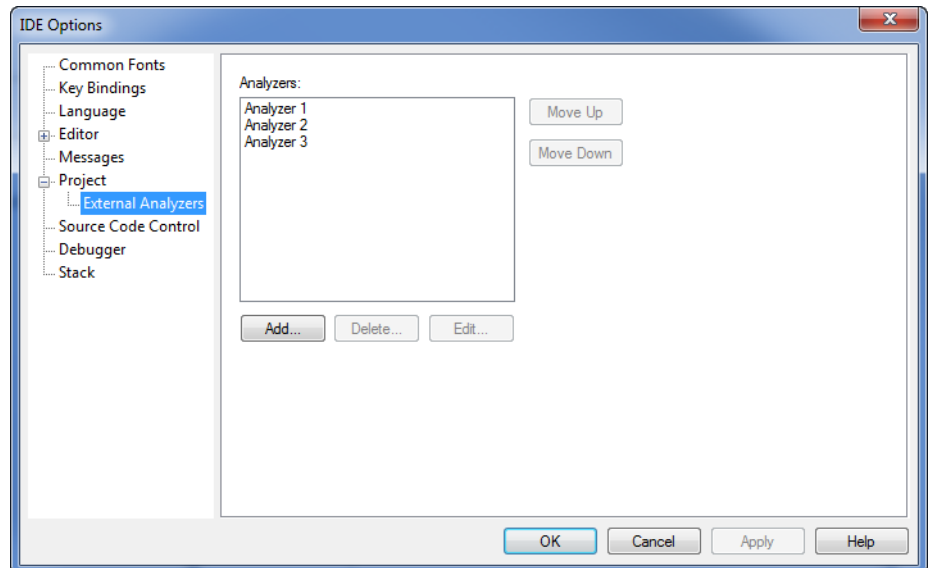 IDE Options
Common Fonts
Key Bindings
Language
Editor
Messages
Project
External Analyzers
Source Code Control
Debugger
Stack
Analyzers:
Analyzer 1
Analyzer 2
Analyzer 3
Move Up
Move Down
Add...
Delete...
Edit...
OK
Cancel
Apply
Help